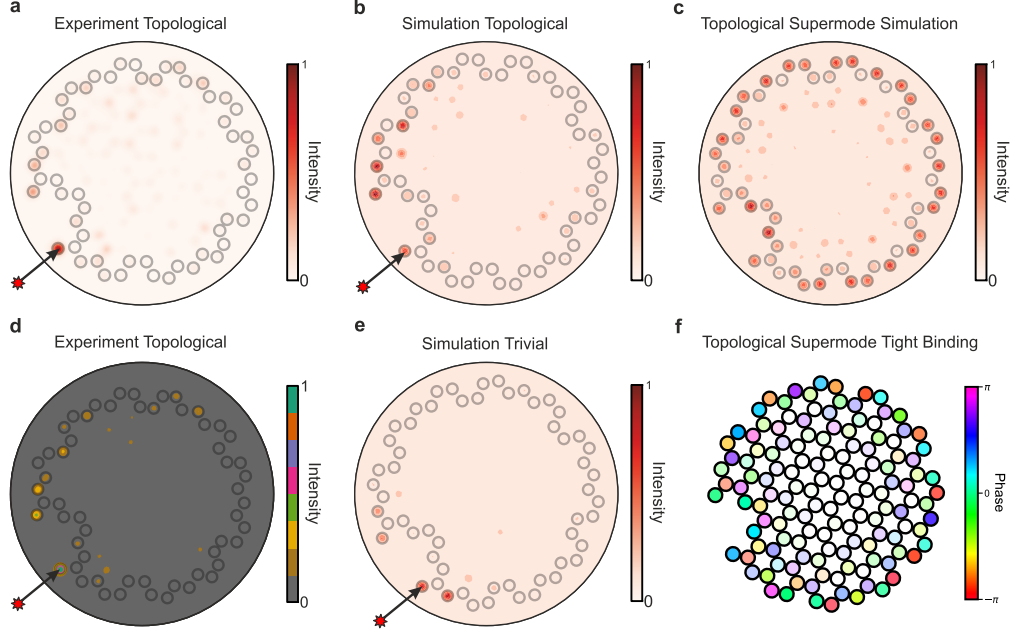 a
Experiment Topological
1
Intensity
0
b
Simulation Topological
1
Intensity
0
c
Topological Supermode Simulation
1
Intensity
0
d
Experiment Topological
1
Intensity
0
e
Simulation Trivial
1
Intensity
0
f
Topological Supermode Tight Binding
π
Phase
0
−π